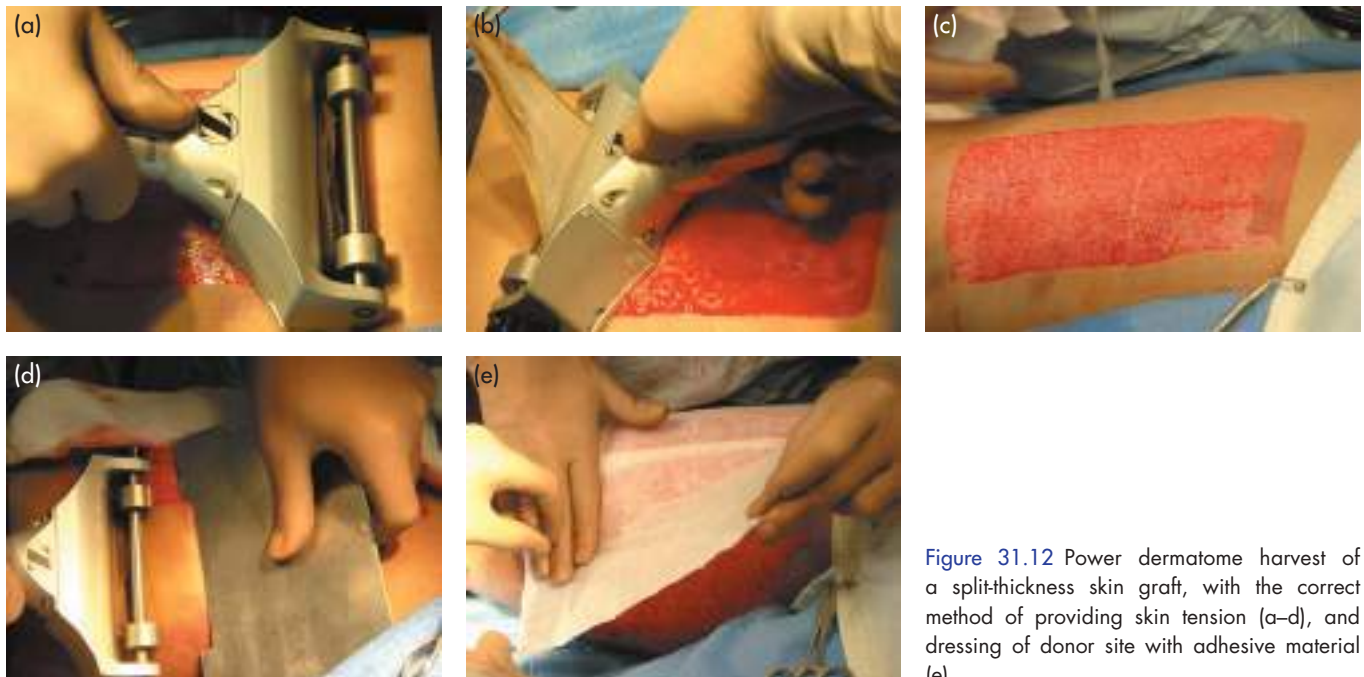 (a)
(b)
(c)
(d)
(e)
Figure 31.12 Power dermatome harvest of
a split-thickness skin graft, with the correct
method of providing skin tension (a–d), and
dressing of donor site with adhesive material
(e)